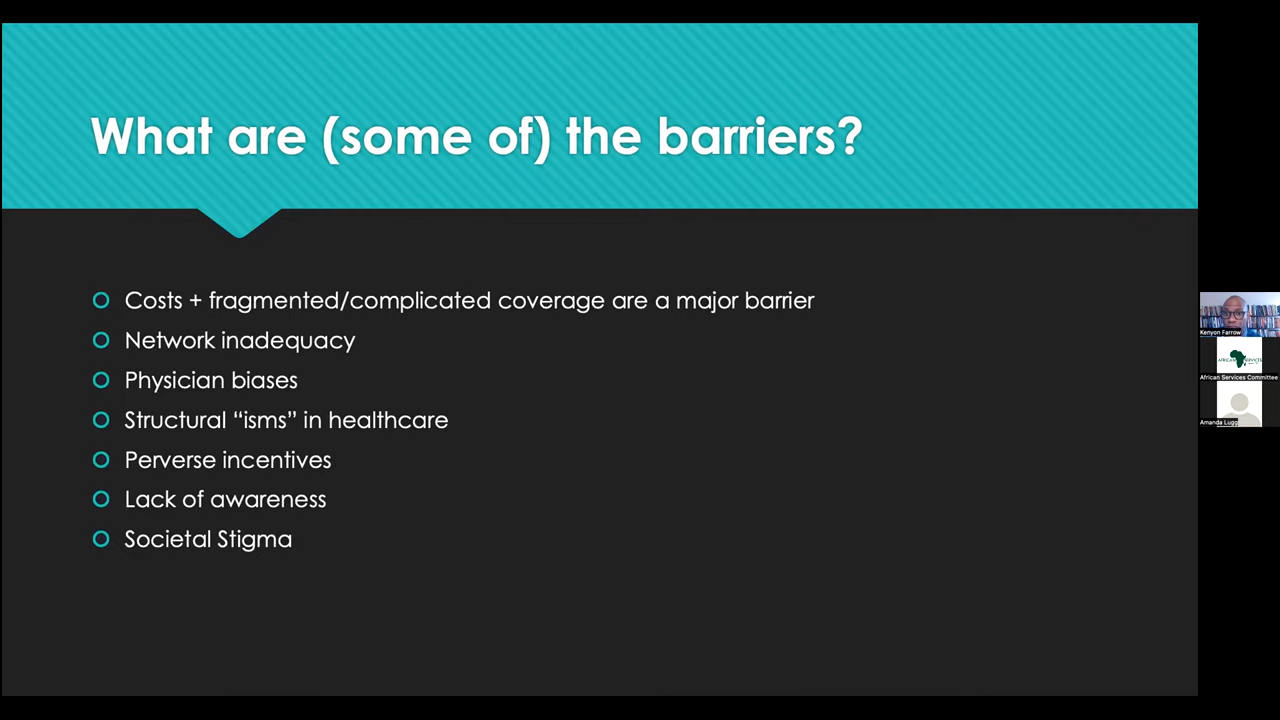 What are (some of) the barriers?
Costs + fragmented/complicated coverage are a major barrier
Network inadequacy
Physician biases
Structural “isms” in healthcare
Perverse incentives
Lack of awareness
Societal Stigma
Kenyon Farrow
African Services Committee
Amanda Lugg